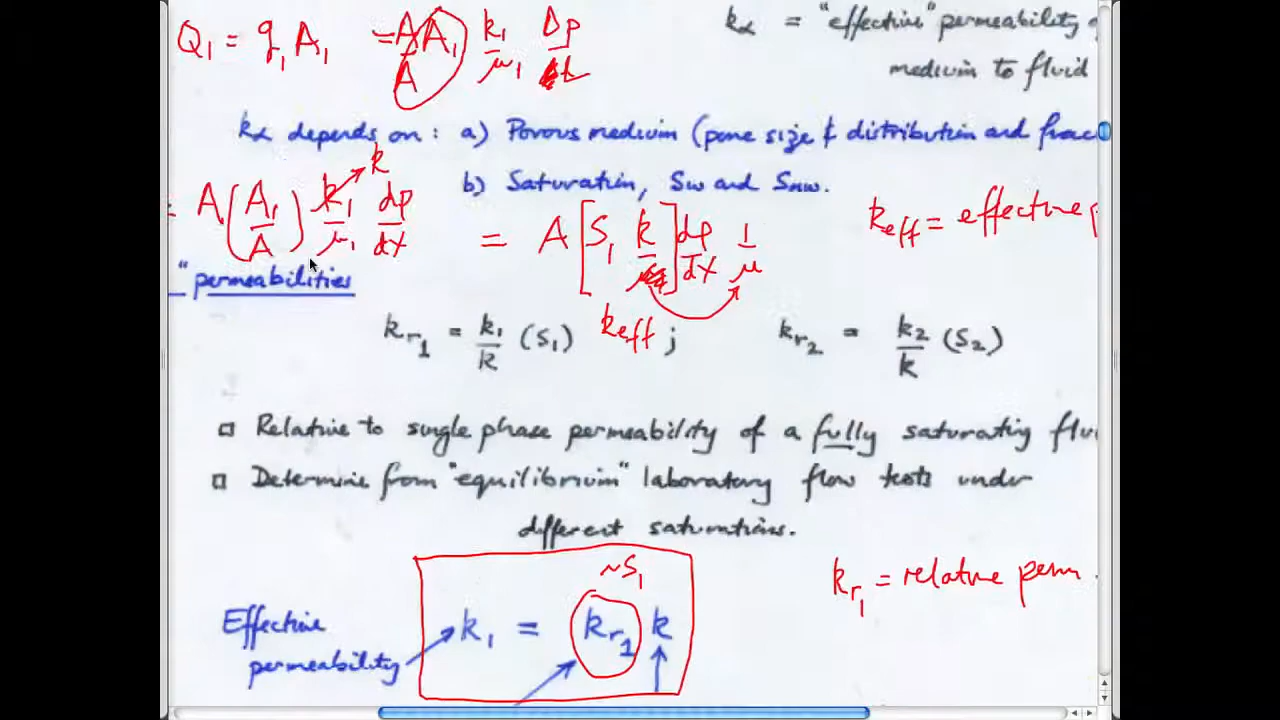 Q₁ = q₁ A₁ = A A₁/A k₁/μ₁ Δp/
kα = "effective" permeability
medium to fluid
kα depends on : a) Porous medium (pore size & distribution and frac
b) Saturation, Sw and Snw.
= A (A₁/A) k₁/μ₁ dp/dx k
= A [S₁ k] dp/dx 1/μ
keff = effective p
" permeabilities
keff
kr₁ = k₁/k (S₁) ; kr₂ = k₂/k (S₂)
□ Relative to single phase permeability of a fully saturating flu
□ Determine from "equilibrium" laboratory flow tests under
different saturations.
~S₁
kr₁ = relative perm
Effective
permeability
k₁ = kr₁ k